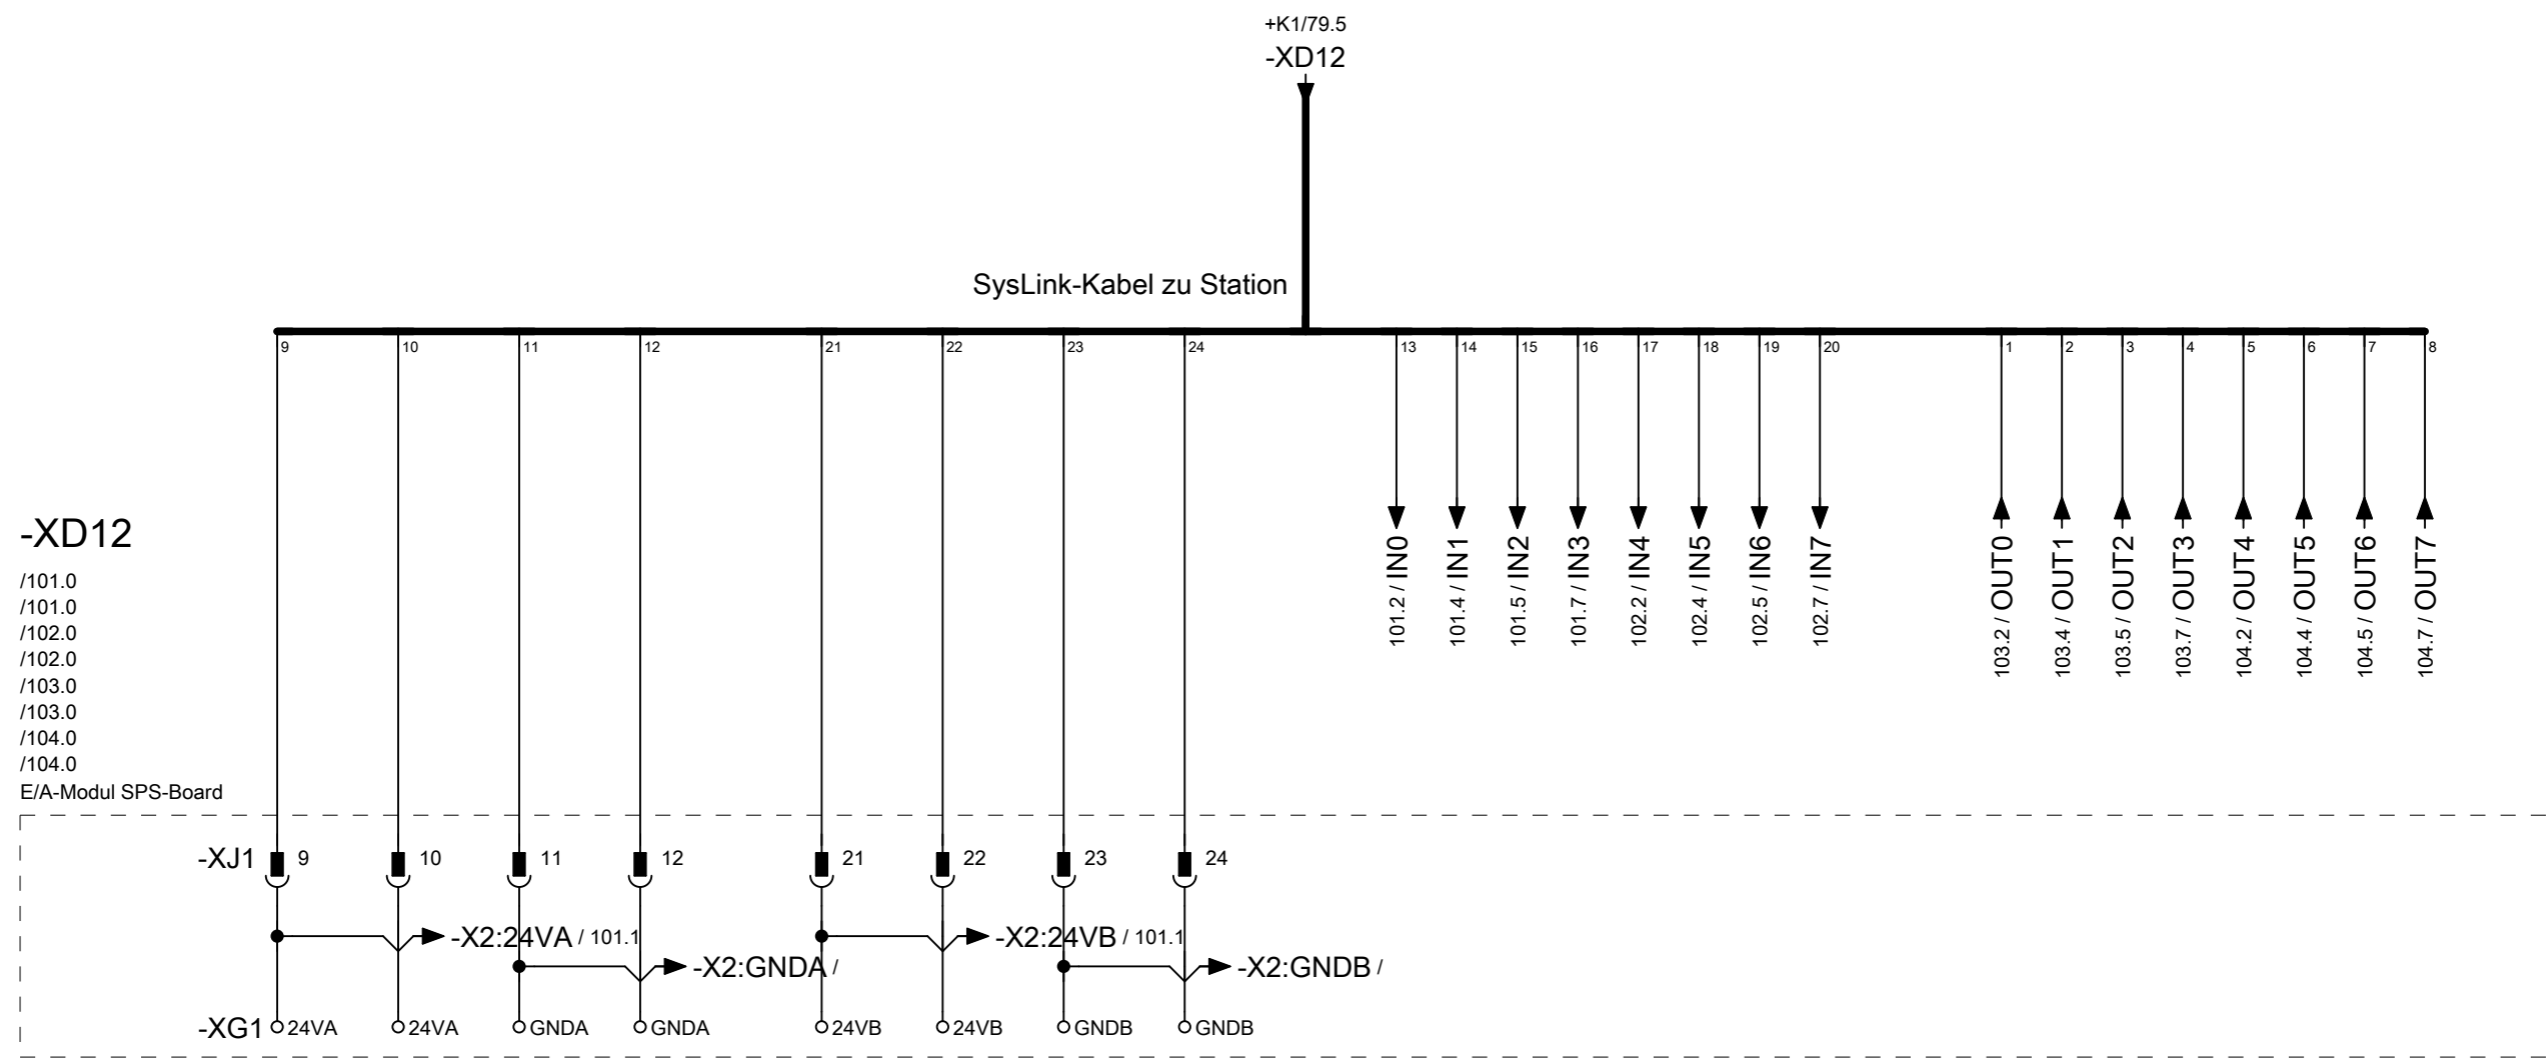 +K1/79.5
-XD12
SysLink-Kabel zu Station
9 10 11 12 21 22 23 24 13 14 15 16 17 18 19 20 1 2 3 4 5 6 7 8
101.2 / IN0
101.4 / IN1
101.5 / IN2
101.7 / IN3
102.2 / IN4
102.4 / IN5
102.5 / IN6
102.7 / IN7
103.2 / OUT0
103.4 / OUT1
103.5 / OUT2
103.7 / OUT3
104.2 / OUT4
104.4 / OUT5
104.5 / OUT6
104.7 / OUT7
-XD12
/101.0
/101.0
/102.0
/102.0
/103.0
/103.0
/104.0
/104.0
E/A-Modul SPS-Board
-XJ1 9 10 11 12 21 22 23 24
-X2:24VA / 101.1 -X2:24VB / 101.1
-X2:GNDA / -X2:GNDB /
-XG1 24VA 24VA GNDA GNDA 24VB 24VB GNDB GNDB